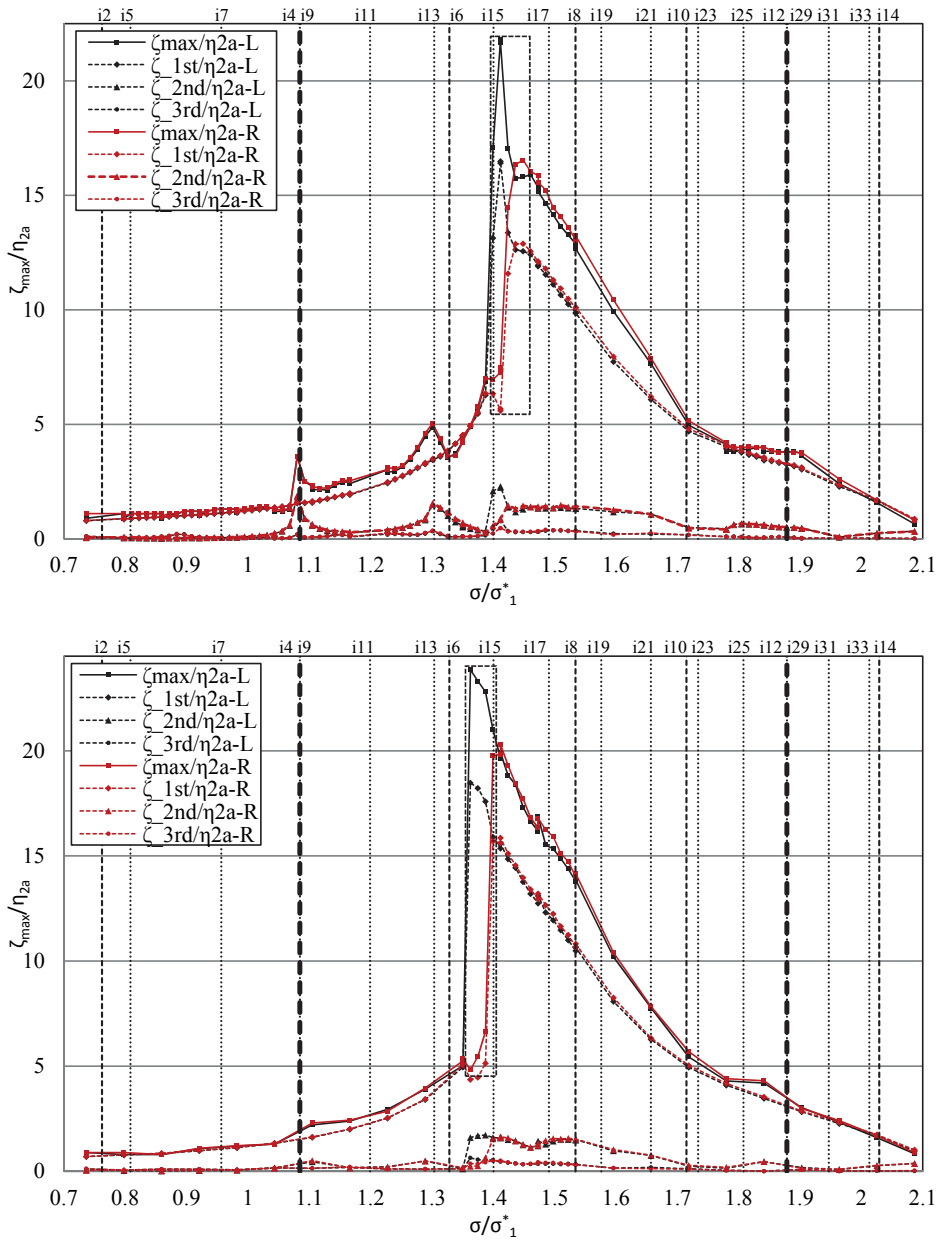 i2 i5 i7 i4 i9 i11 i13 i6 i15 i17 i8 i19 i21 i10 i23 i25 i12 i29 i31 i33 i14
ζmax/η2a-L
ζ_1st/η2a-L
ζ_2nd/η2a-L
ζ_3rd/η2a-L
ζmax/η2a-R
ζ_1st/η2a-R
ζ_2nd/η2a-R
ζ_3rd/η2a-R
20
15
10
5
0
ζmax/η2a
0.7 0.8 0.9 1 1.1 1.2 1.3 1.4 1.5 1.6 1.7 1.8 1.9 2 2.1
σ/σ*1
i2 i5 i7 i4 i9 i11 i13 i6 i15 i17 i8 i19 i21 i10 i23 i25 i12 i29 i31 i33 i14
ζmax/η2a-L
ζ_1st/η2a-L
ζ_2nd/η2a-L
ζ_3rd/η2a-L
ζmax/η2a-R
ζ_1st/η2a-R
ζ_2nd/η2a-R
ζ_3rd/η2a-R
20
15
10
5
0
ζmax/η2a
0.7 0.8 0.9 1 1.1 1.2 1.3 1.4 1.5 1.6 1.7 1.8 1.9 2 2.1
σ/σ*1